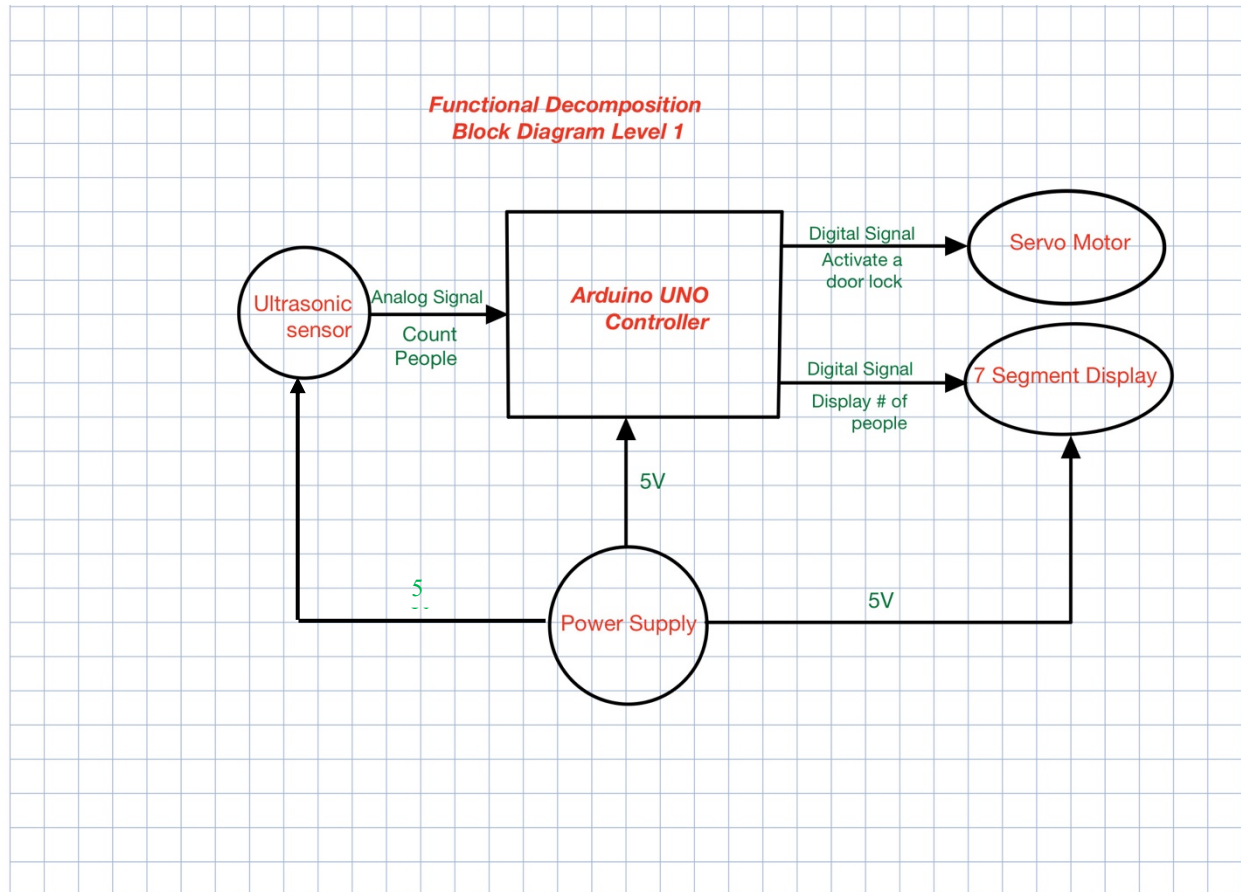 Functional Decomposition
Block Diagram Level 1
Ultrasonic
sensor
Analog Signal
Count
People
Arduino UNO
Controller
Digital Signal
Activate a
door lock
Servo Motor
Digital Signal
Display # of
people
7 Segment Display
5V
5
Power Supply
5V